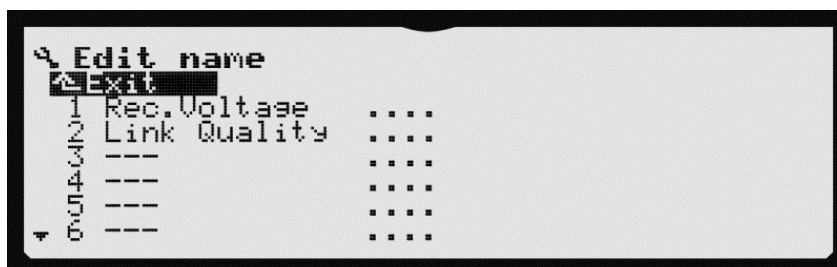 Edit name
Exit
1 Rec.Voltage ....
2 Link Quality ....
3 --- ....
4 --- ....
5 --- ....
6 --- ....